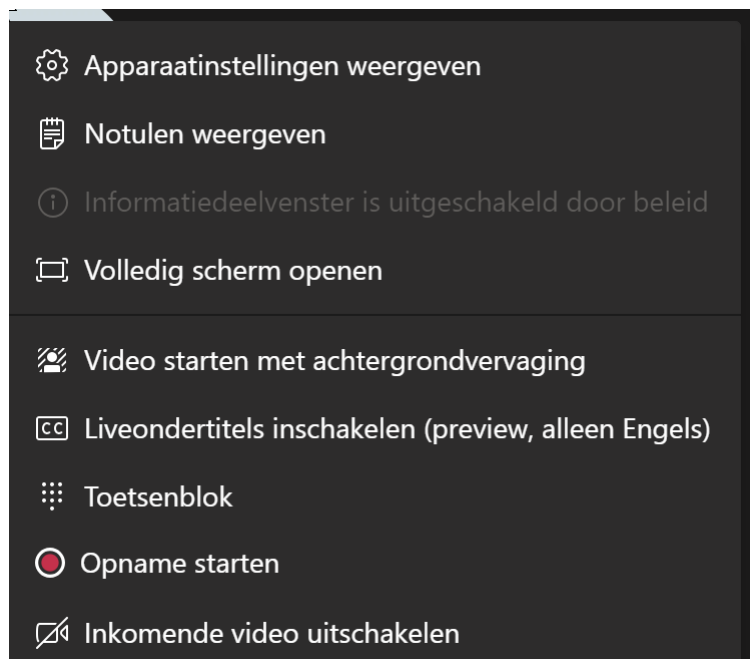 Apparaatinstellingen weergeven
Notulen weergeven
Informatiedeelvenster is uitgeschakeld door beleid
Volledig scherm openen
Video starten met achtergrondvervaging
CC Liveondertitels inschakelen (preview, alleen Engels)
Toetsenblok
Opname starten
Inkomende video uitschakelen